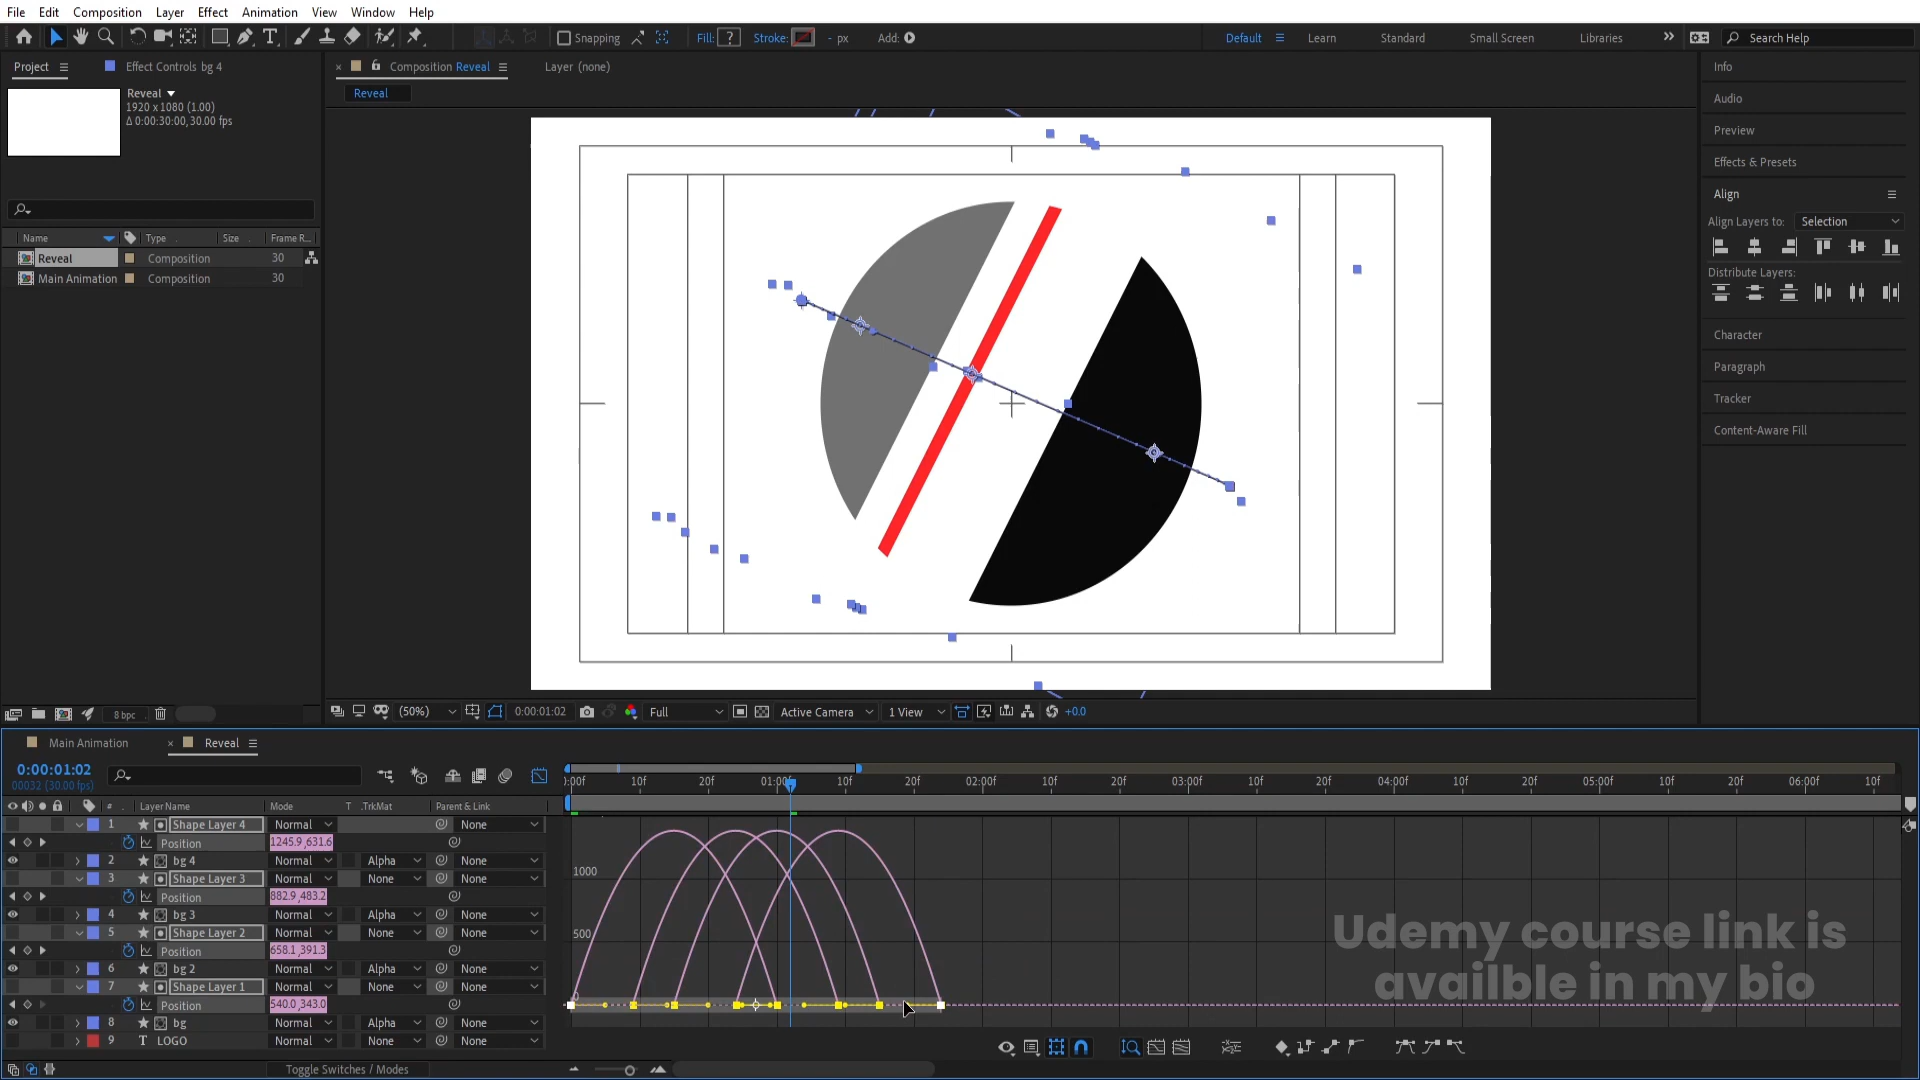 File Edit Composition Layer Effect Animation View Window Help
Snapping Fill: ? Stroke: - px Add: Default Learn Standard Small Screen Libraries Search Help
Project Effect Controls bg 4 Composition Reveal Layer (none) Info
Reveal Reveal
1920 x 1080 (1.00)
Δ 0:00:30:00, 30.00 fps
Audio
Preview
Effects & Presets
Align
Align Layers to: Selection
Distribute Layers:
Character
Paragraph
Tracker
Content-Aware Fill
Name Type Size Frame R...
Reveal Composition 30
Main Animation Composition 30
8 bpc (50%) 0:00:01:02 Full Active Camera 1 View +0.0
Main Animation Reveal
0:00:01:02
00032 (30.00 fps)
:00f 10f 20f 01:00f 10f 20f 02:00f 10f 20f 03:00f 10f 20f 04:00f 10f 20f 05:00f 10f 20f 06:00f 10f
# Layer Name Mode T .TrkMat Parent & Link
1 Shape Layer 4 Normal None
Position 1245.9,631.6
2 bg 4 Normal Alpha None
3 Shape Layer 3 Normal None None
Position 882.9,483.2
4 bg 3 Normal Alpha None
5 Shape Layer 2 Normal None None
Position 658.1,391.3
6 bg 2 Normal Alpha None
7 Shape Layer 1 Normal None None
Position 540.0,343.0
8 bg Normal Alpha None
9 T LOGO Normal None None
1000
500
0
Udemy course link is
availble in my bio
Toggle Switches / Modes